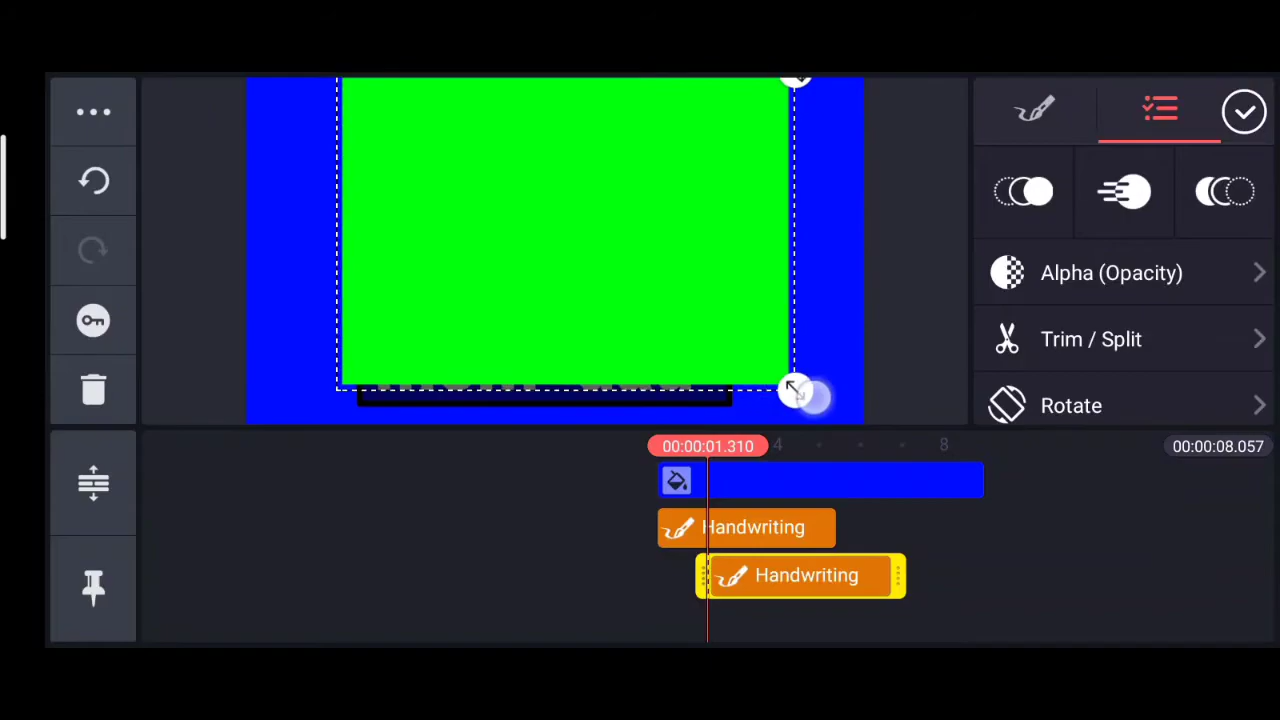 Alpha (Opacity)
Trim / Split
Rotate
00:00:01.310
4
8
00:00:08.057
Handwriting
Handwriting